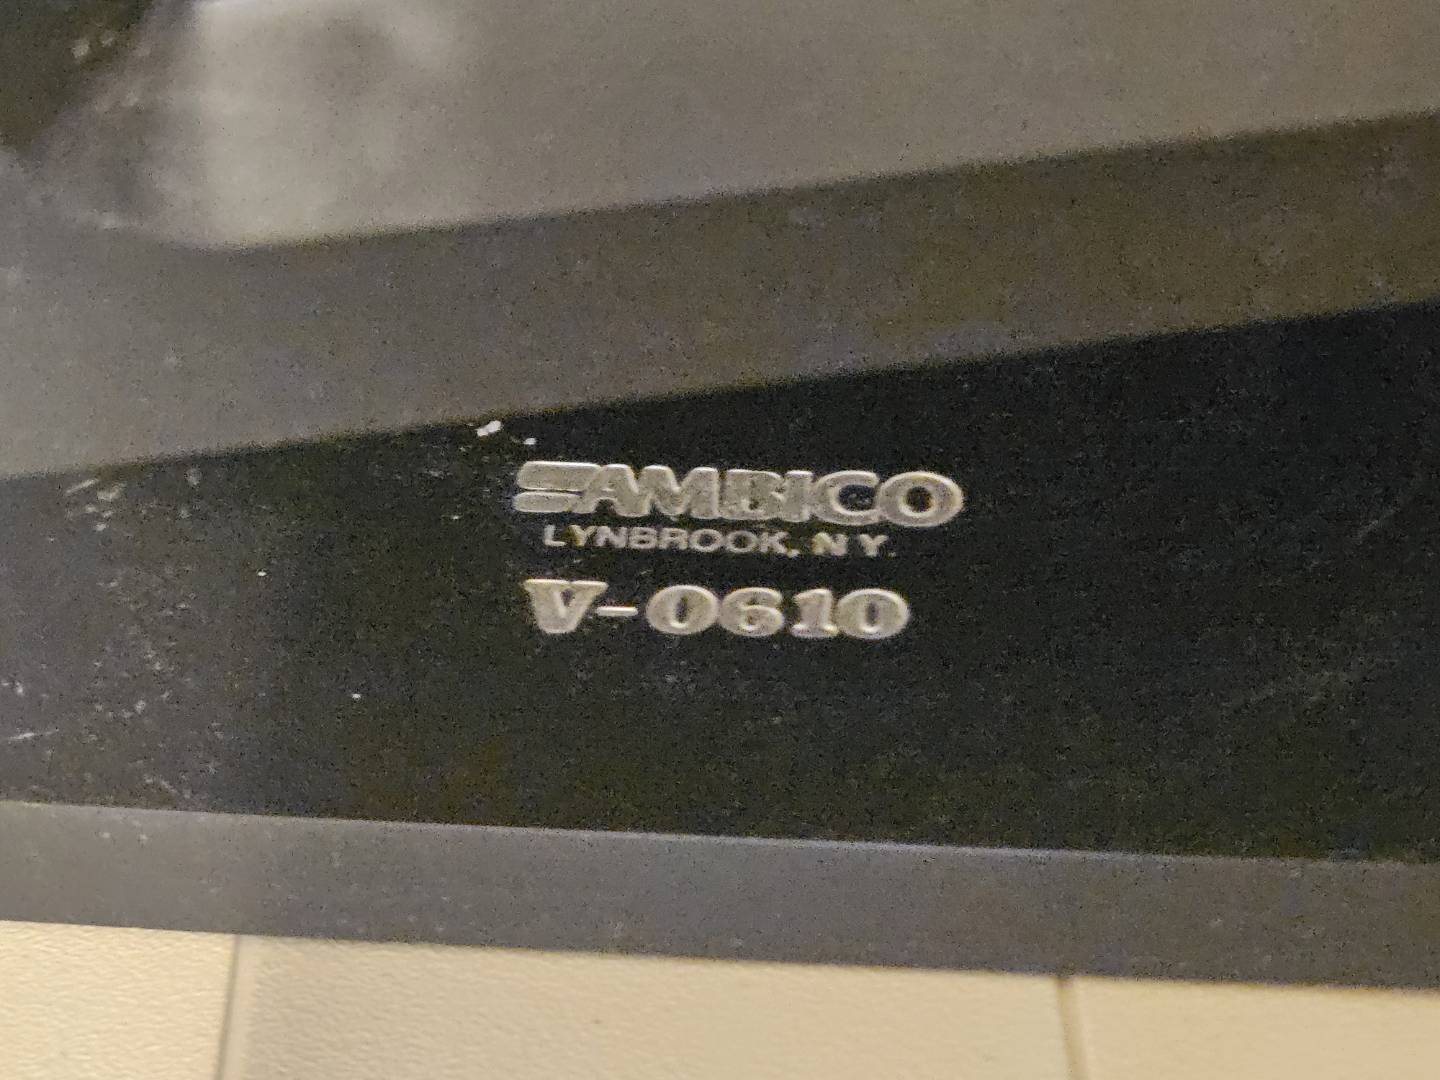 AMBICO
LYNBROOK, N.Y.
V-0610